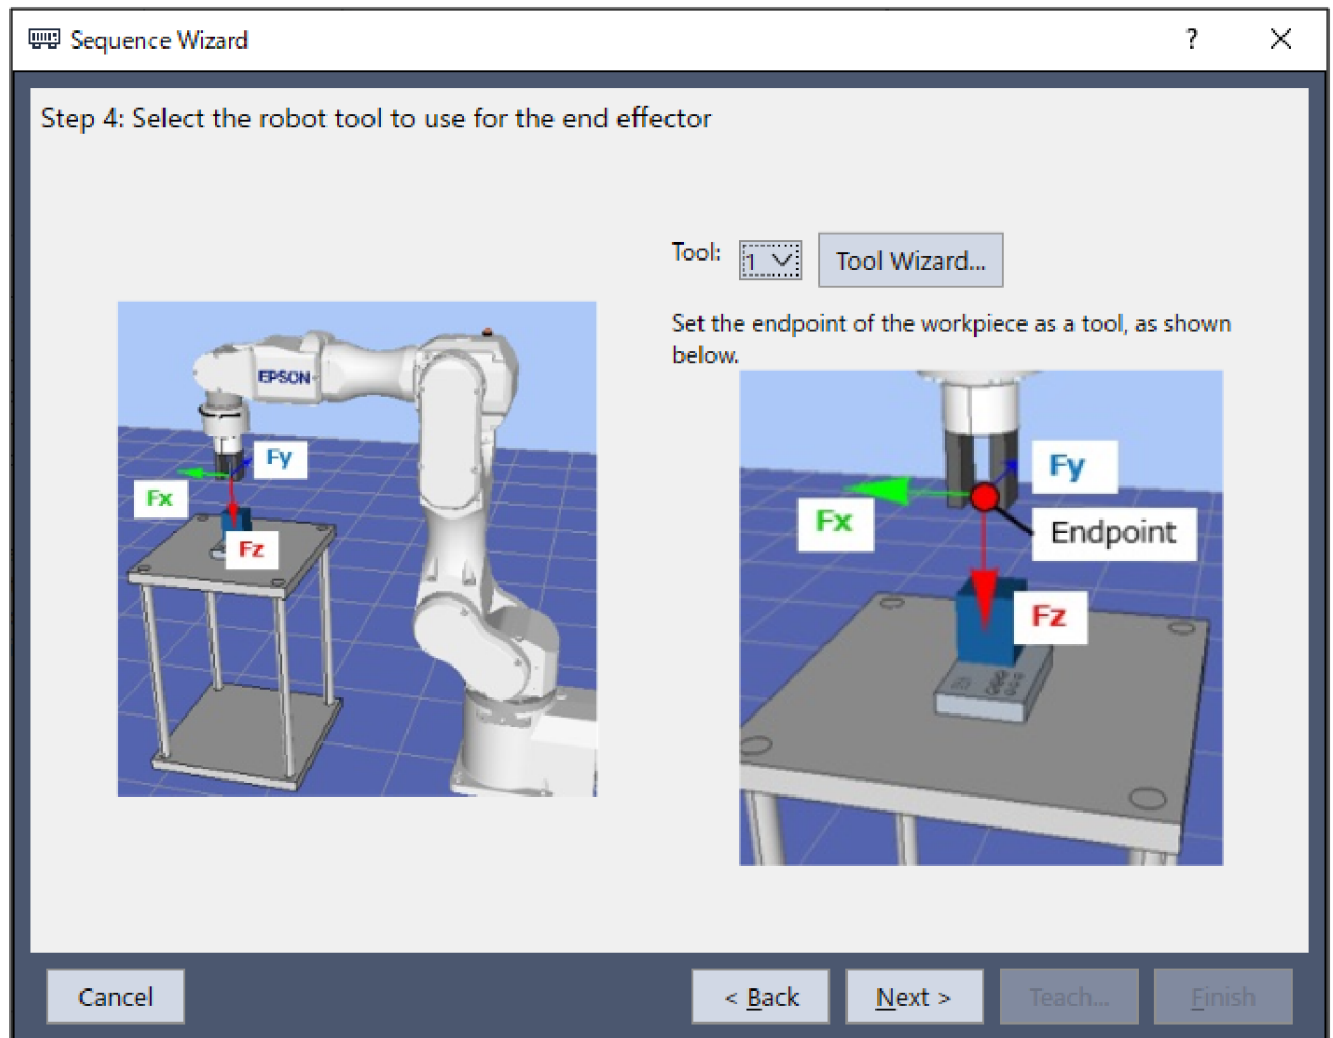 Sequence Wizard
?
Step 4: Select the robot tool to use for the end effector
Tool:
1
Tool Wizard...
Set the endpoint of the workpiece as a tool, as shown
below.
EPSON
Fy
Fx
Fz
Fy
Fx
Endpoint
Fz
Cancel
< Back
Next >
Teach...
Finish